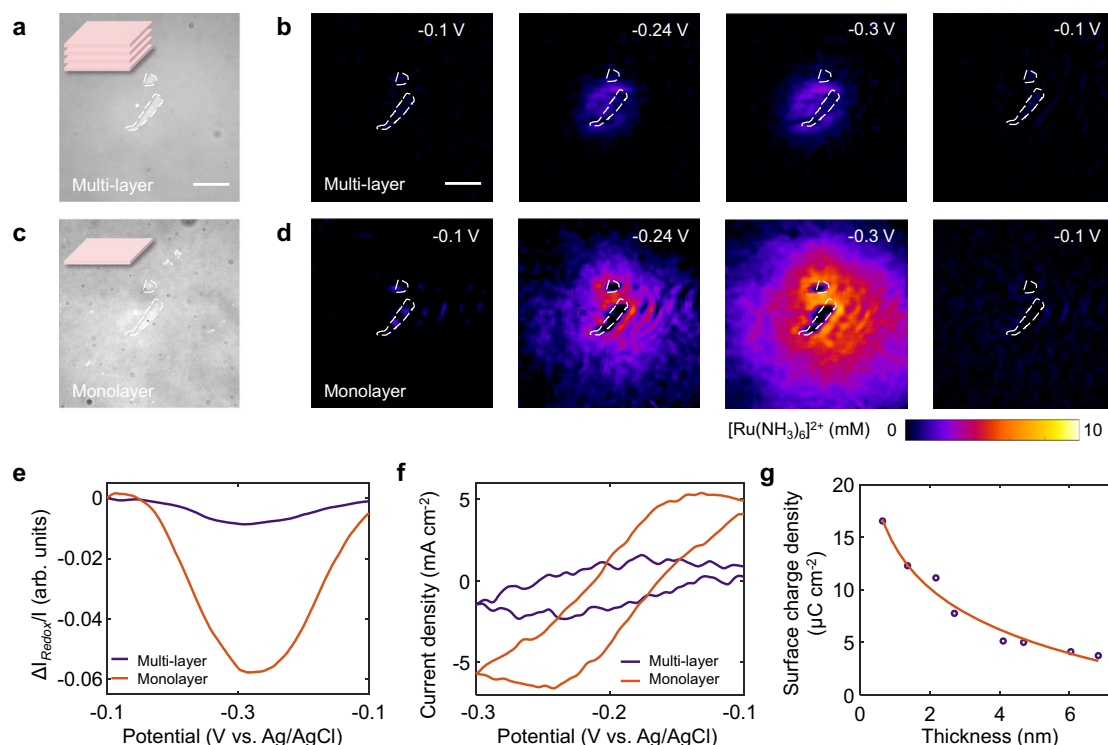 a
Multi-layer
b
-0.1 V
-0.24 V
-0.3 V
-0.1 V
Multi-layer
c
Monolayer
d
-0.1 V
-0.24 V
-0.3 V
-0.1 V
Monolayer
[Ru(NH₃)₆]²⁺ (mM) 0 10
e
0
-0.02
-0.04
-0.06
ΔI_Redox/I (arb. units)
Multi-layer
Monolayer
-0.1 -0.3 -0.1
Potential (V vs. Ag/AgCl)
f
5
0
-5
Current density (mA cm⁻²)
Multi-layer
Monolayer
-0.3 -0.2 -0.1
Potential (V vs. Ag/AgCl)
g
20
15
10
5
0
Surface charge density
(µC cm⁻²)
0 2 4 6
Thickness (nm)